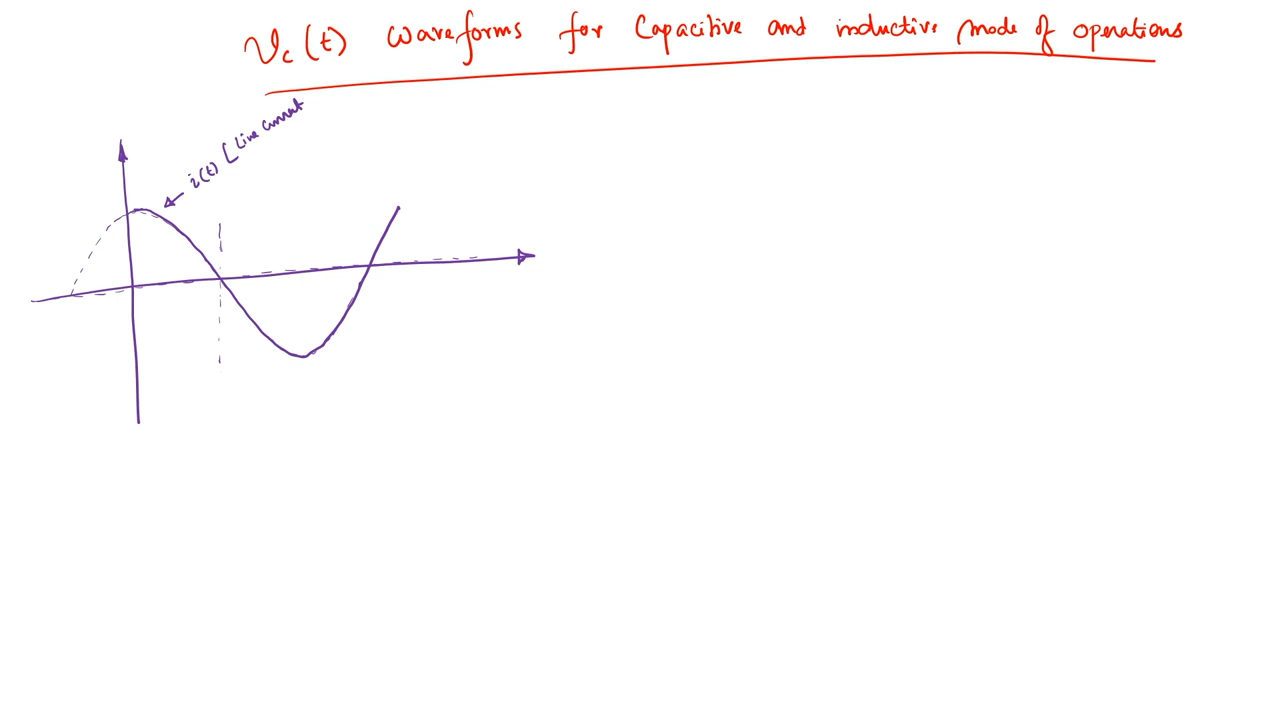 Vc(t) waveforms for Capacitive and inductive mode of operations
i(t) [Line current